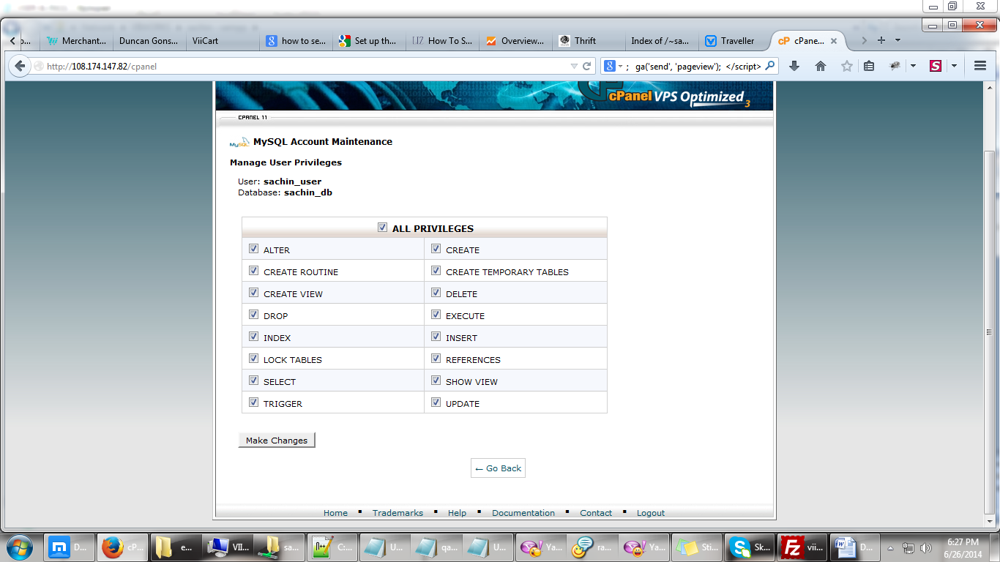 p...
Merchant...
Duncan Gons...
ViiCart
how to se...
Set up th...
How To S...
Overview...
Thrift
Index of /~sa...
Traveller
cP cPane...
http://108.174.147.82/cpanel
; ga('send', 'pageview'); </script>
cPanel VPS Optimized 3
CPANEL 11
MySQL MySQL Account Maintenance
Manage User Privileges
User: sachin_user
Database: sachin_db
ALL PRIVILEGES
ALTER CREATE
CREATE ROUTINE CREATE TEMPORARY TABLES
CREATE VIEW DELETE
DROP EXECUTE
INDEX INSERT
LOCK TABLES REFERENCES
SELECT SHOW VIEW
TRIGGER UPDATE
Make Changes
← Go Back
Home ▪ Trademarks ▪ Help ▪ Documentation ▪ Contact ▪ Logout
D...
cP...
e...
VII...
sa...
C:...
U...
qa...
U...
Ya...
ra...
Ya...
Sti...
Sk...
vii...
D...
6:27 PM
6/26/2014